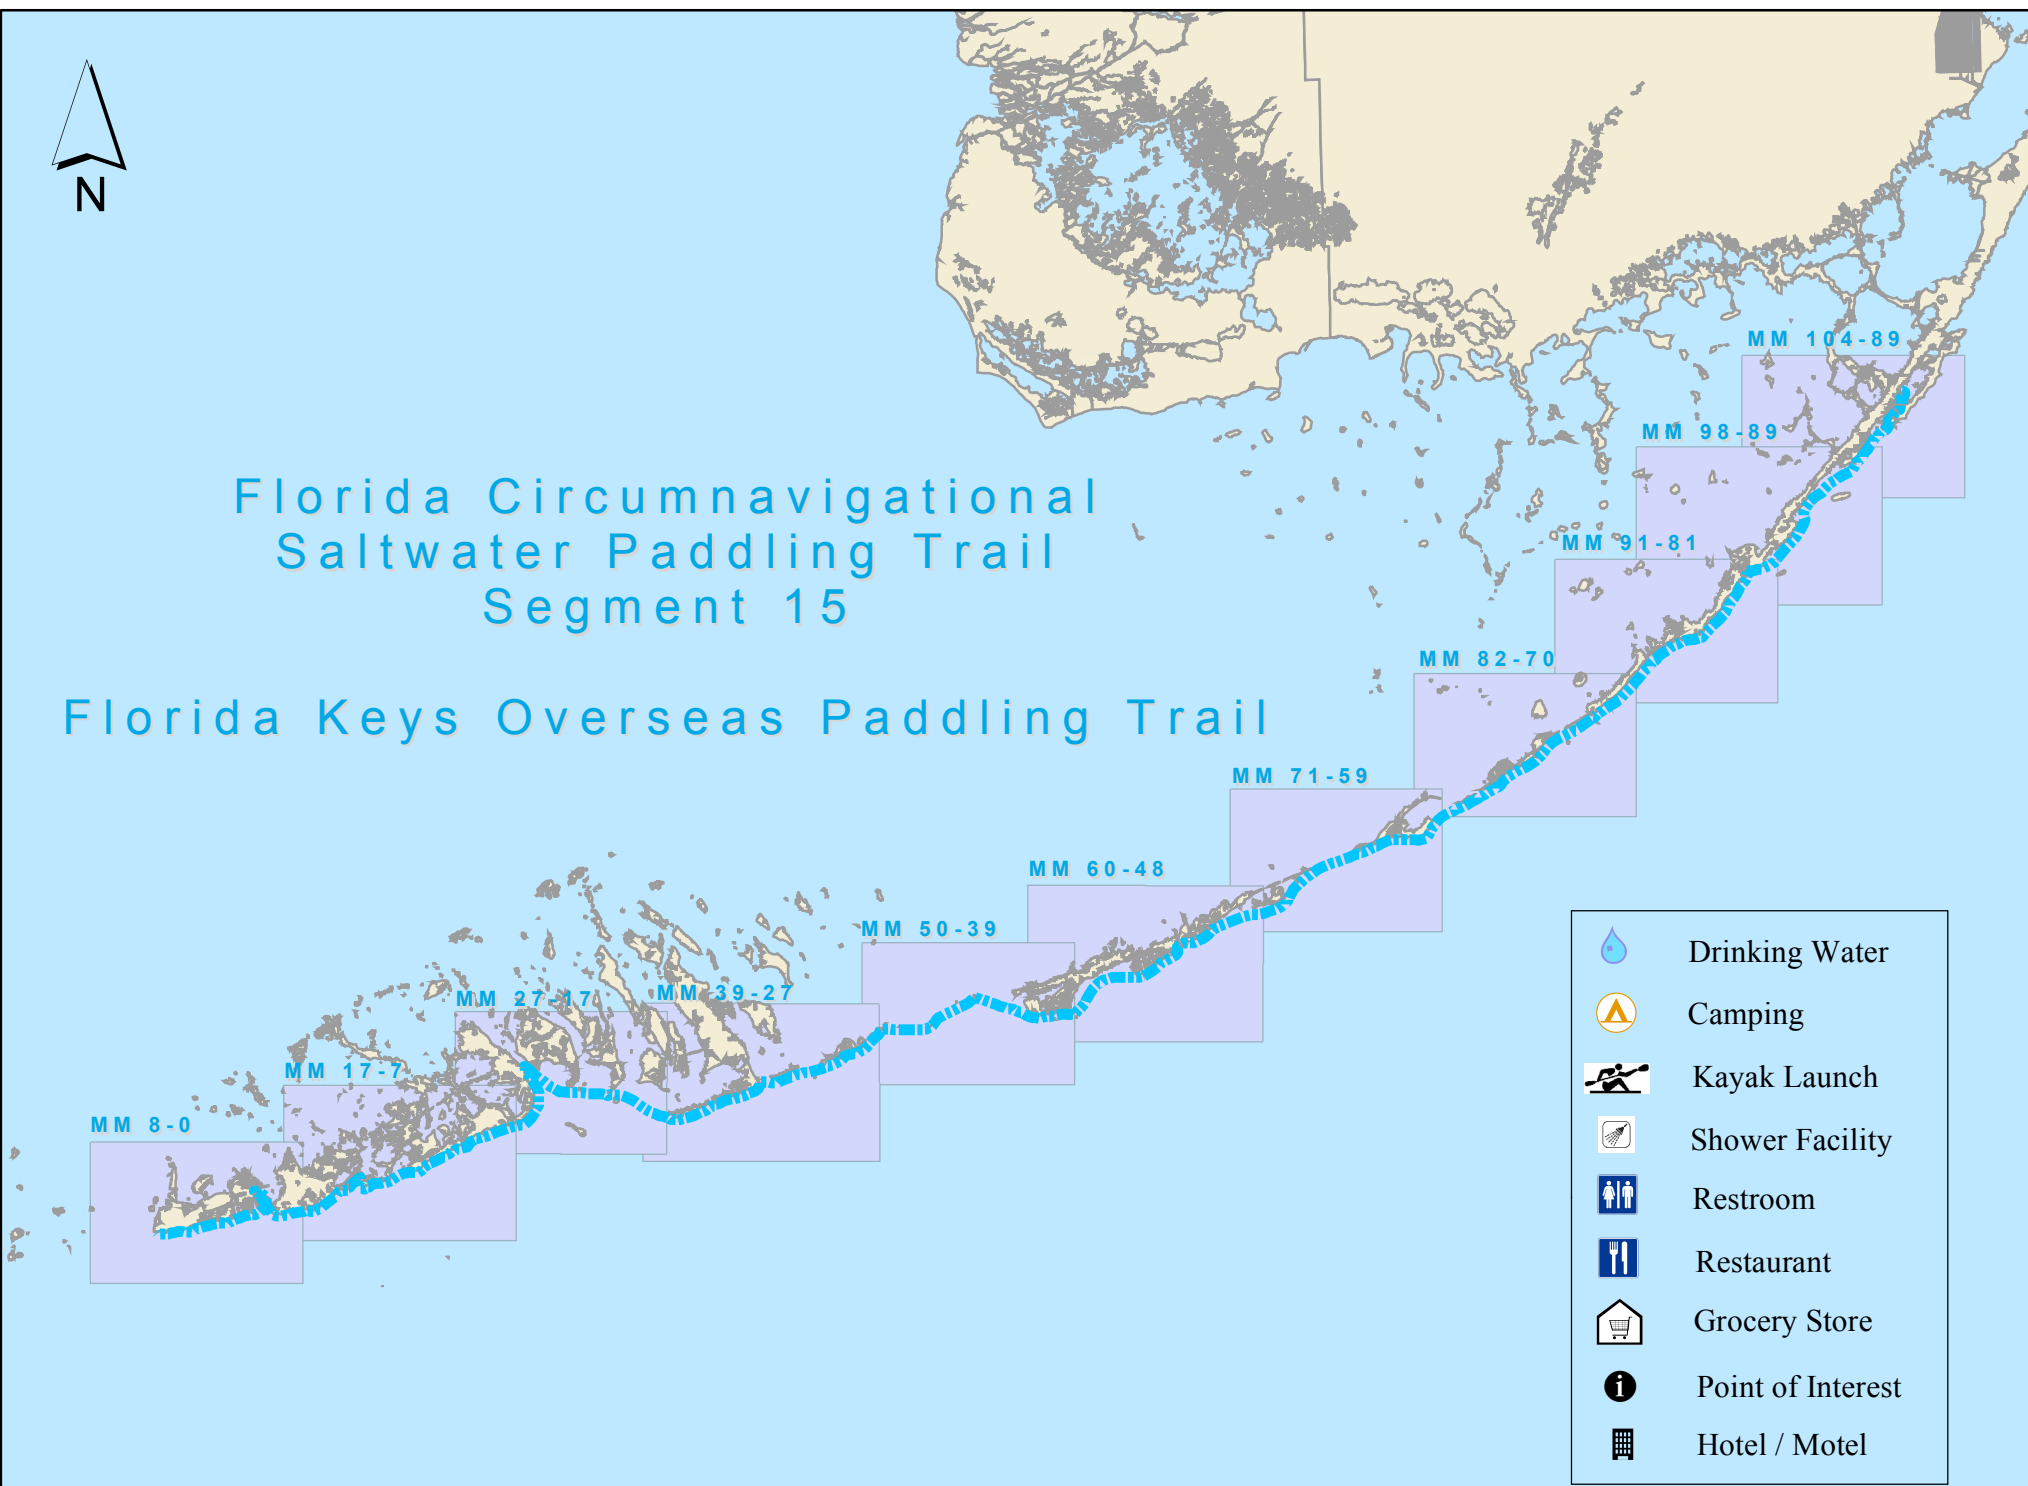 N
Florida Circumnavigational
Saltwater Paddling Trail
Segment 15
Florida Keys Overseas Paddling Trail
MM 104-89
MM 98-89
MM 91-81
MM 82-70
MM 71-59
MM 60-48
MM 50-39
MM 39-27
MM 27-17
MM 17-7
MM 8-0
Drinking Water
Camping
Kayak Launch
Shower Facility
Restroom
Restaurant
Grocery Store
i
Point of Interest
Hotel / Motel